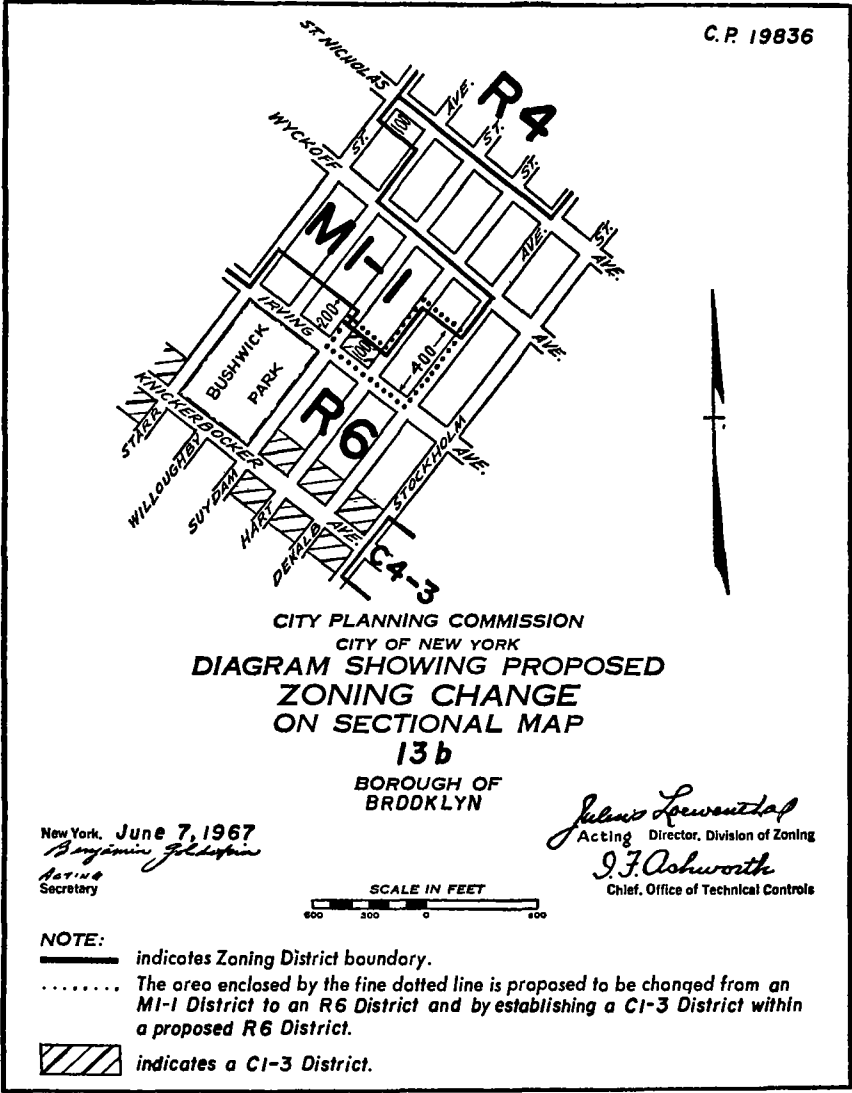 C.P. 19836
ST. NICHOLAS
AVE.
R4
WYCKOFF
ST.
100
ST.
ST.
AVE.
ST.
AVE.
M1-1
IRVING
200
100
400
AVE.
BUSHWICK
PARK
R6
KNICKERBOCKER
AVE.
STARR
WILLOUGHBY
SUYDAM
HART
DEKALB
AVE.
STOCKHOLM
C4-3
CITY PLANNING COMMISSION
CITY OF NEW YORK
DIAGRAM SHOWING PROPOSED
ZONING CHANGE
ON SECTIONAL MAP
13b
BOROUGH OF
BROOKLYN
New York, June 7, 1967
Benjamin Goldstein
ACTING
Secretary
Julius Loewenthal
Acting Director, Division of Zoning
I.F. Ashworth
Chief, Office of Technical Controls
SCALE IN FEET
600 300 0 600
NOTE:
indicates Zoning District boundary.
........ The area enclosed by the fine dotted line is proposed to be changed from an
M1-1 District to an R6 District and by establishing a C1-3 District within
a proposed R6 District.
indicates a C1-3 District.